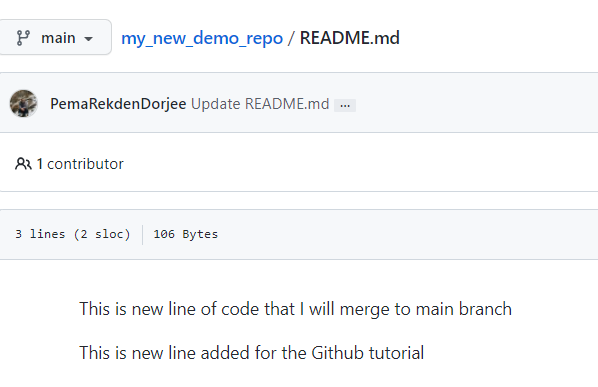 main my_new_demo_repo / README.md
PemaRekdenDorjee Update README.md ...
1 contributor
3 lines (2 sloc) 106 Bytes
This is new line of code that I will merge to main branch
This is new line added for the Github tutorial